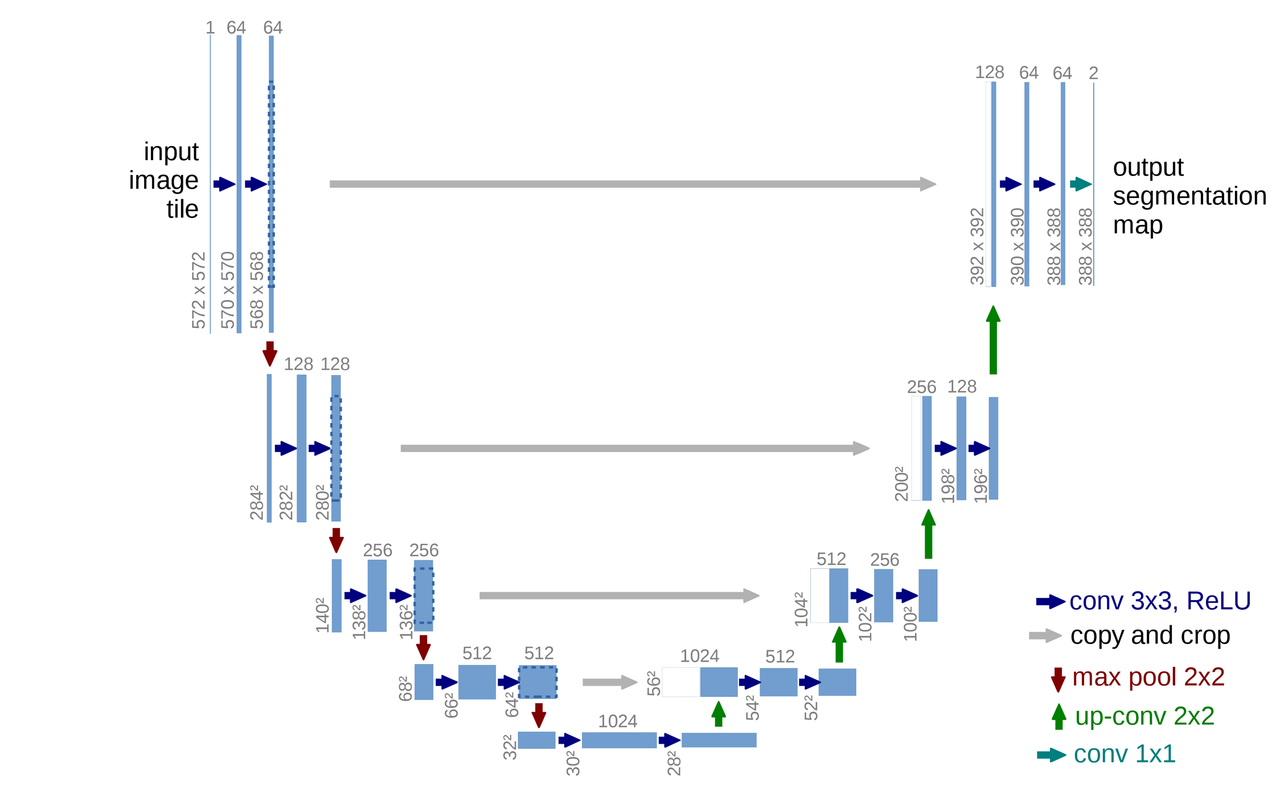 1 64 64
input
image
tile
572 x 572
570 x 570
568 x 568
128 64 64 2
output
segmentation
map
392 x 392
390 x 390
388 x 388
388 x 388
128 128
284²
282²
280²
256 128
200²
198²
196²
256 256
140²
138²
136²
512 256
104²
102²
100²
512 512
68²
66²
64²
1024 512
56²
54²
52²
1024
32²
30²
28²
conv 3x3, ReLU
copy and crop
max pool 2x2
up-conv 2x2
conv 1x1